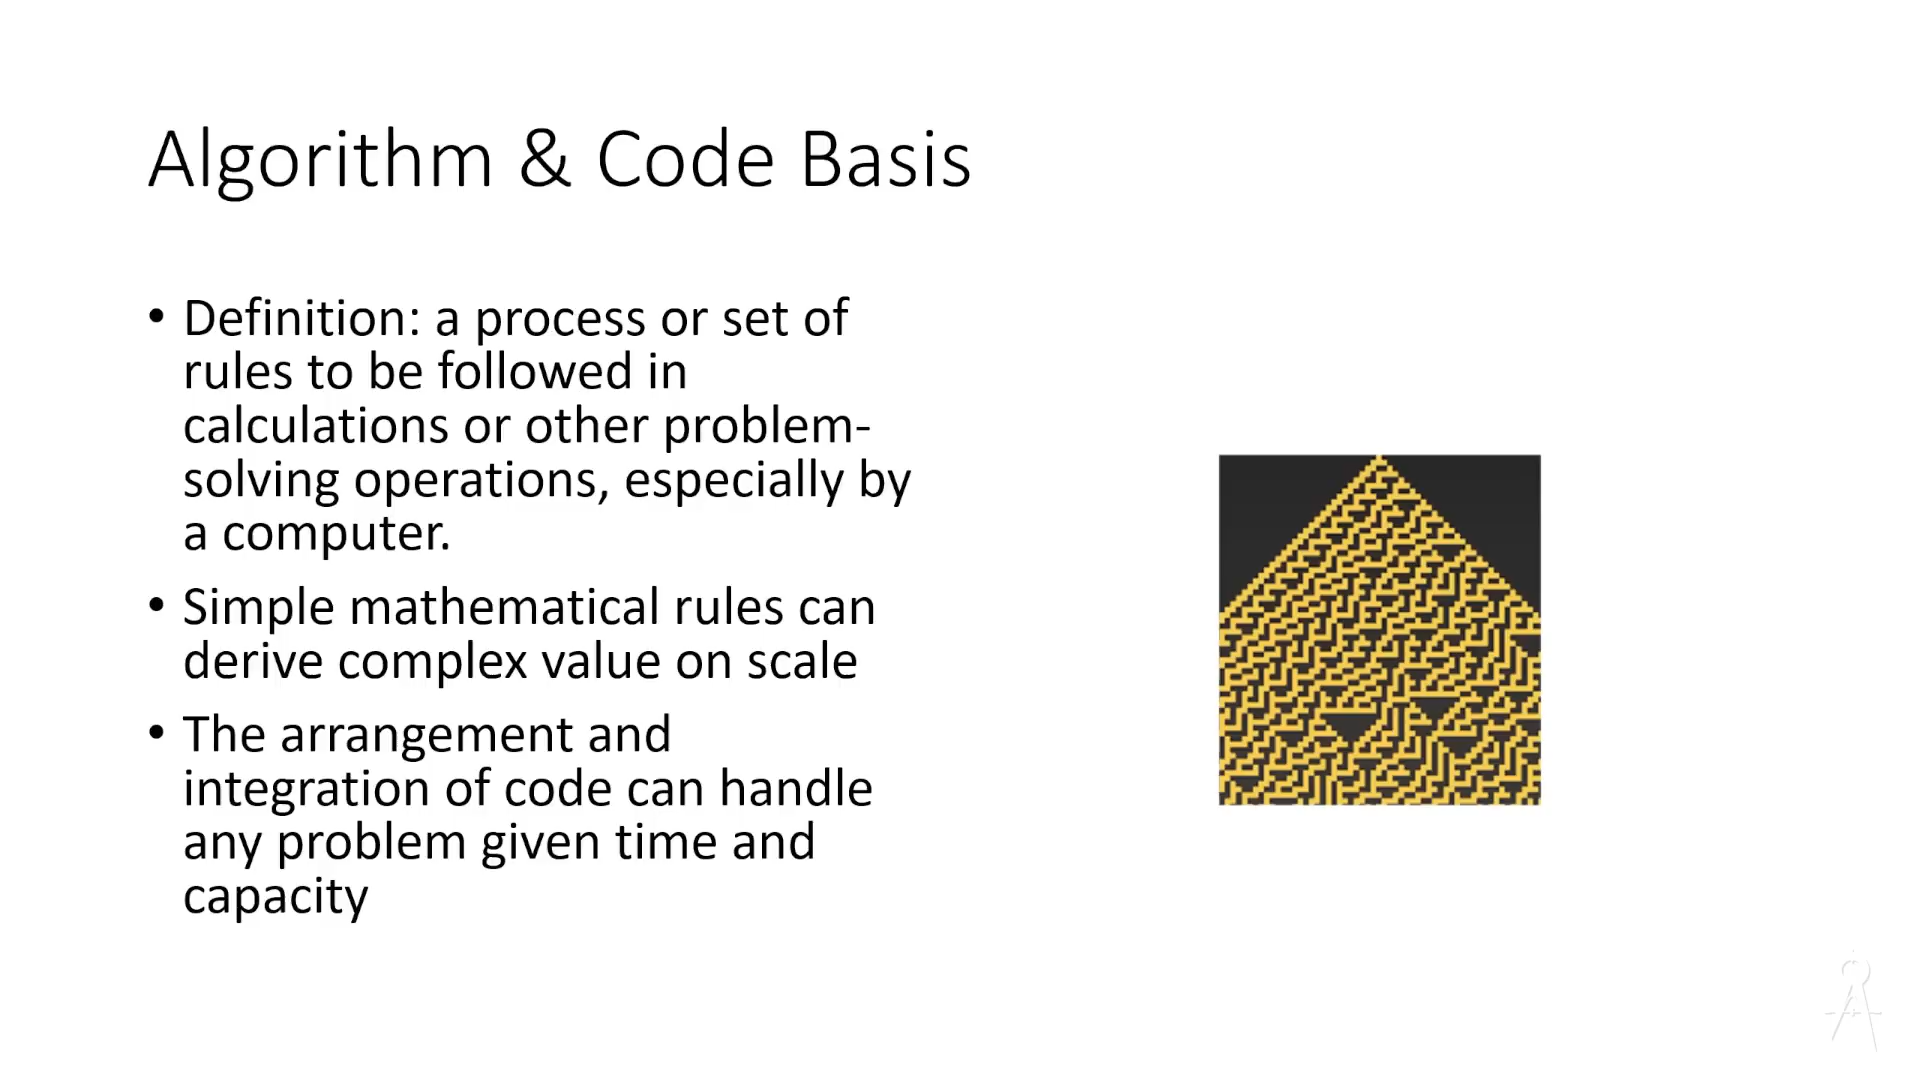 Algorithm & Code Basis
• Definition: a process or set of
rules to be followed in
calculations or other problem-
solving operations, especially by
a computer.
• Simple mathematical rules can
derive complex value on scale
• The arrangement and
integration of code can handle
any problem given time and
capacity